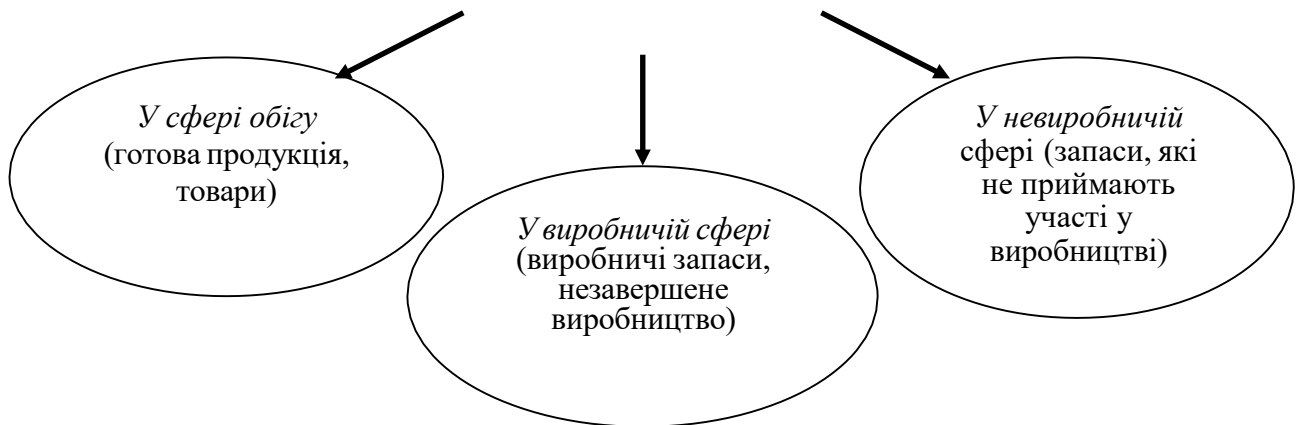 У сфері обігу
(готова продукція,
товари)
У виробничій сфері
(виробничі запаси,
незавершене
виробництво)
У невиробничій
сфері (запаси, які
не приймають
участі у
виробництві)